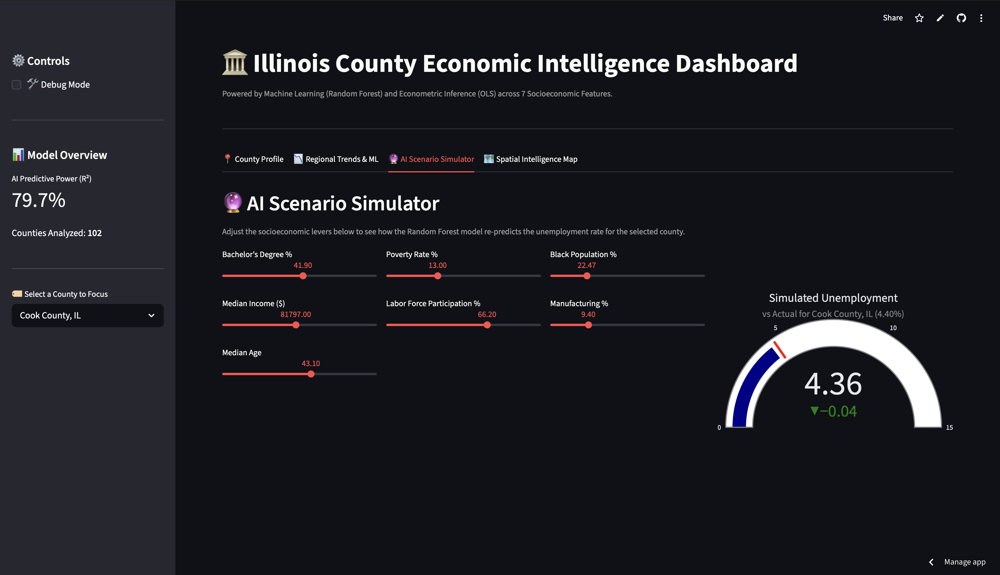 Share
⚙️ Controls
🛠️ Debug Mode
📊 Model Overview
AI Predictive Power (R²)
79.7%
Counties Analyzed: 102
🏷️ Select a County to Focus
Cook County, IL
🏛️ Illinois County Economic Intelligence Dashboard
Powered by Machine Learning (Random Forest) and Econometric Inference (OLS) across 7 Socioeconomic Features.
📍 County Profile 📉 Regional Trends & ML 🔮 AI Scenario Simulator 🗺️ Spatial Intelligence Map
🔮 AI Scenario Simulator
Adjust the socioeconomic levers below to see how the Random Forest model re-predicts the unemployment rate for the selected county.
Bachelor's Degree % Poverty Rate % Black Population %
41.90 13.00 22.47
Median Income ($) Labor Force Participation % Manufacturing %
81797.00 66.20 9.40
Median Age
43.10
Simulated Unemployment
vs Actual for Cook County, IL (4.40%)
5 10
4.36
▼−0.04
0 15
Manage app